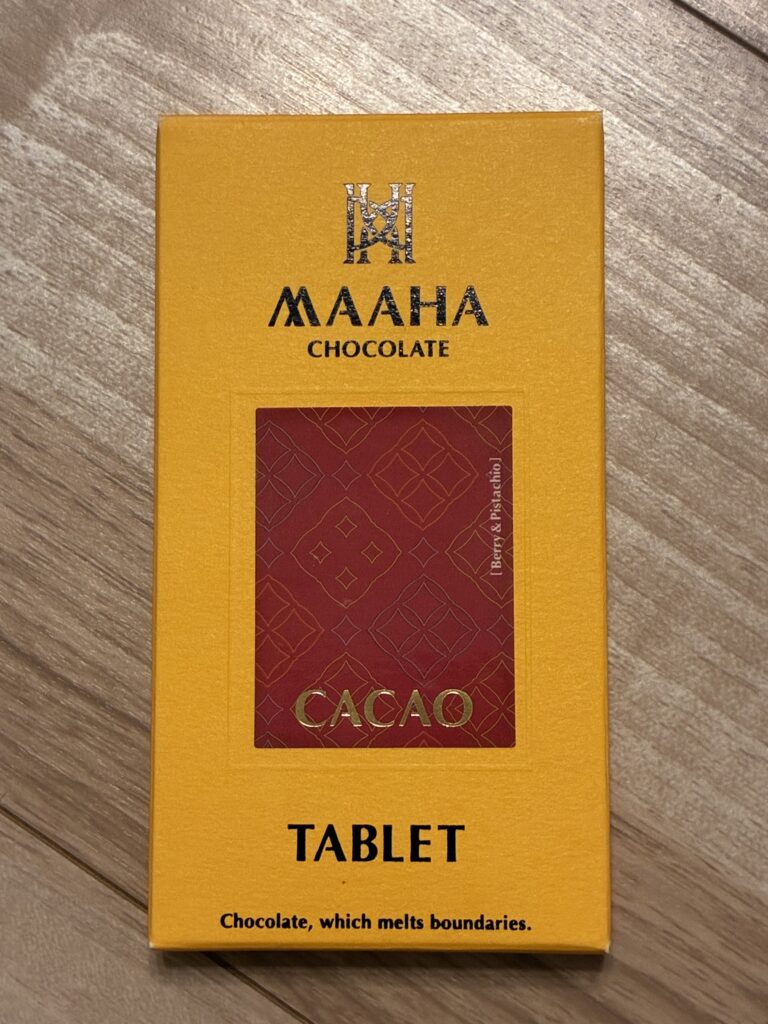 MAAHA
CHOCOLATE
[Berry & Pistachio]
CACAO
TABLET
Chocolate, which melts boundaries.